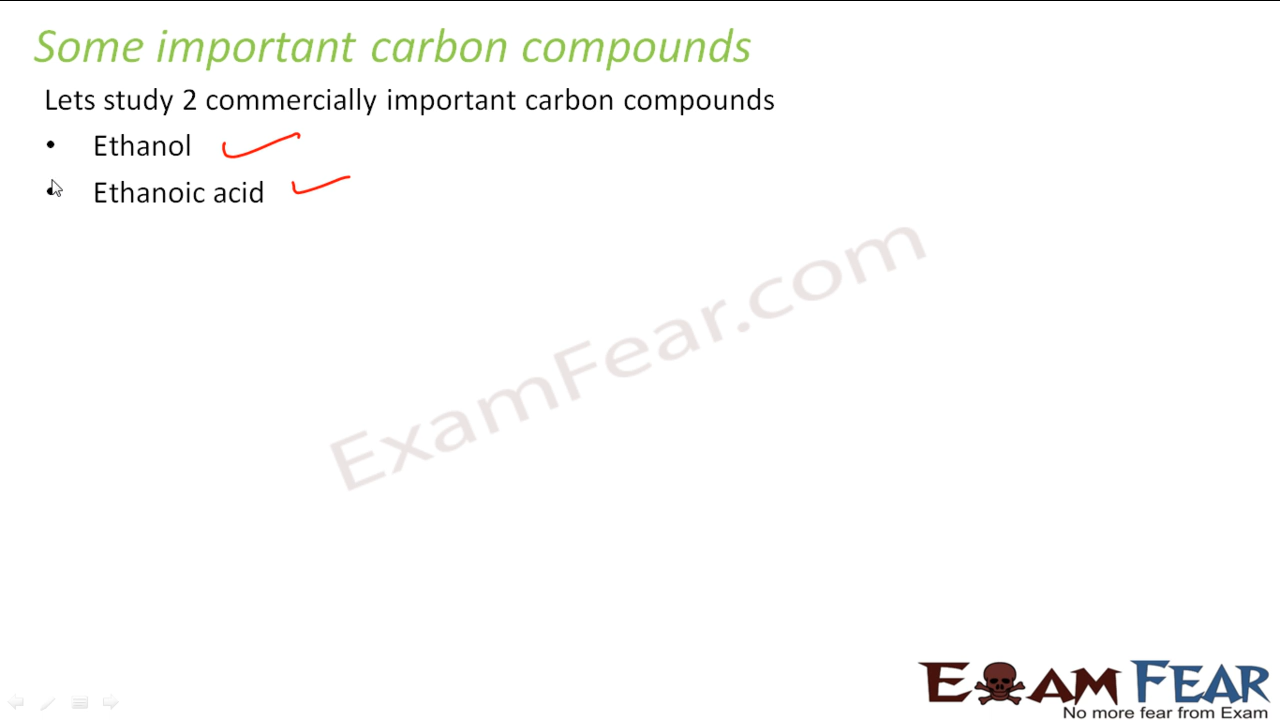 Some important carbon compounds
Lets study 2 commercially important carbon compounds
• Ethanol
• Ethanoic acid
ExamFear.com
EXAM FEAR
No more fear from Exam